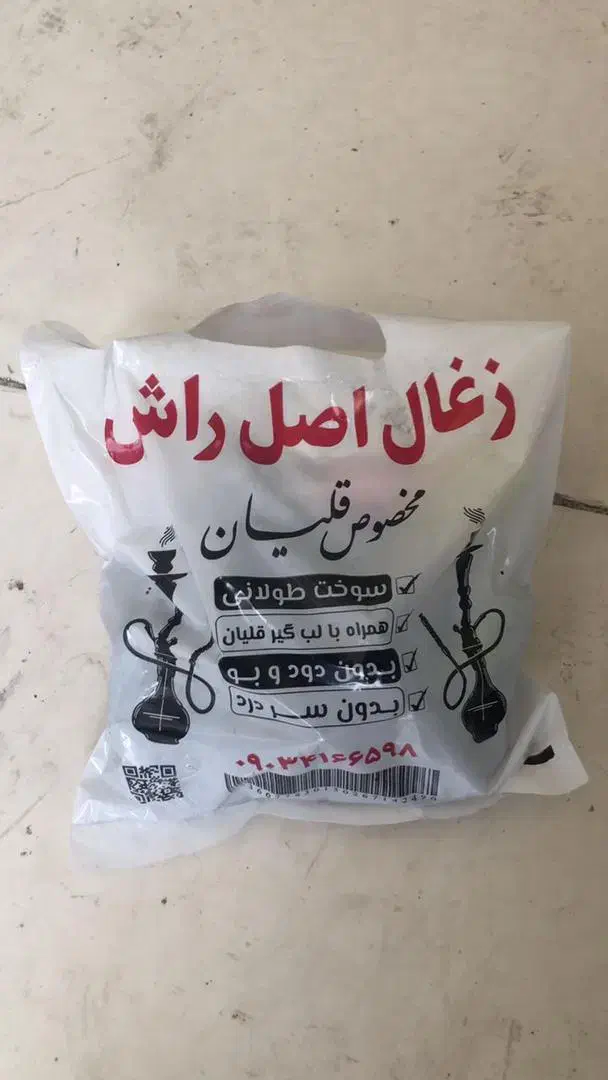 زغال اصل راش
مخصوص قلیان
سوخت طولانی
همراه با لب گیر قلیان
بدون دود و بو
بدون سر درد
۰۹۰۳۴۱۶۶۵۹۸